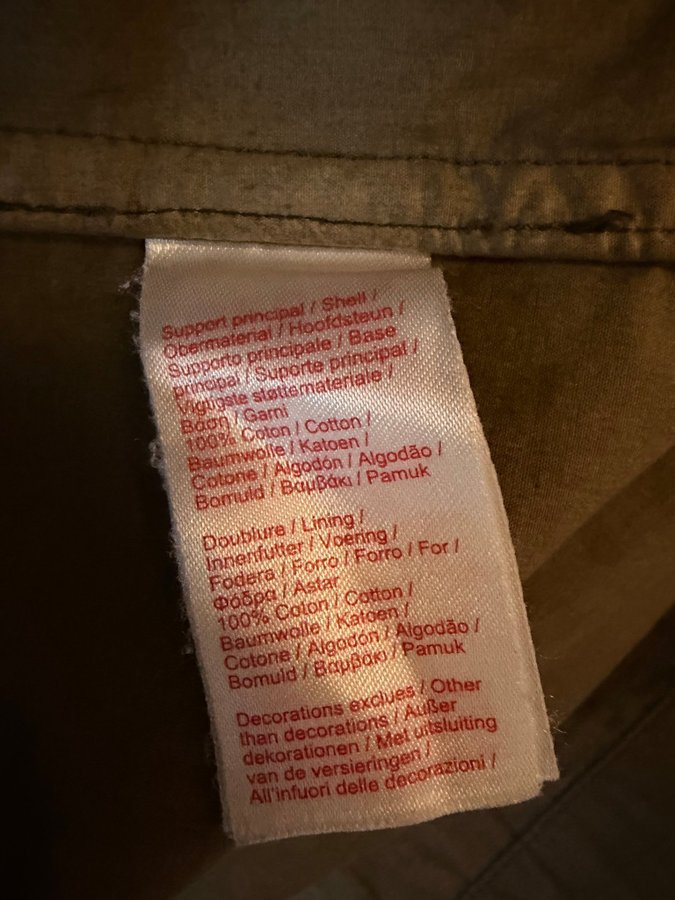 Support principal / Shell /
Obermaterial / Hoofdsteun /
Supporto principale / Base
principal / Suporte principal /
Vigtigste støttemateriale /
Βάση / Garni
100% Coton / Cotton /
Baumwolle / Katoen /
Cotone / Algodón / Algodão /
Bomuld / Βαμβάκι / Pamuk
Doublure / Lining /
Innenfutter / Voering /
Fodera / Forro / Forro / For /
Φόδρα / Astar
100% Coton / Cotton /
Baumwolle / Katoen /
Cotone / Algodón / Algodão /
Bomuld / Βαμβάκι / Pamuk
Decorations exclues / Other
than decorations / Außer
dekorationen / Met uitsluiting
van de versieringen /
All'infuori delle decorazioni /